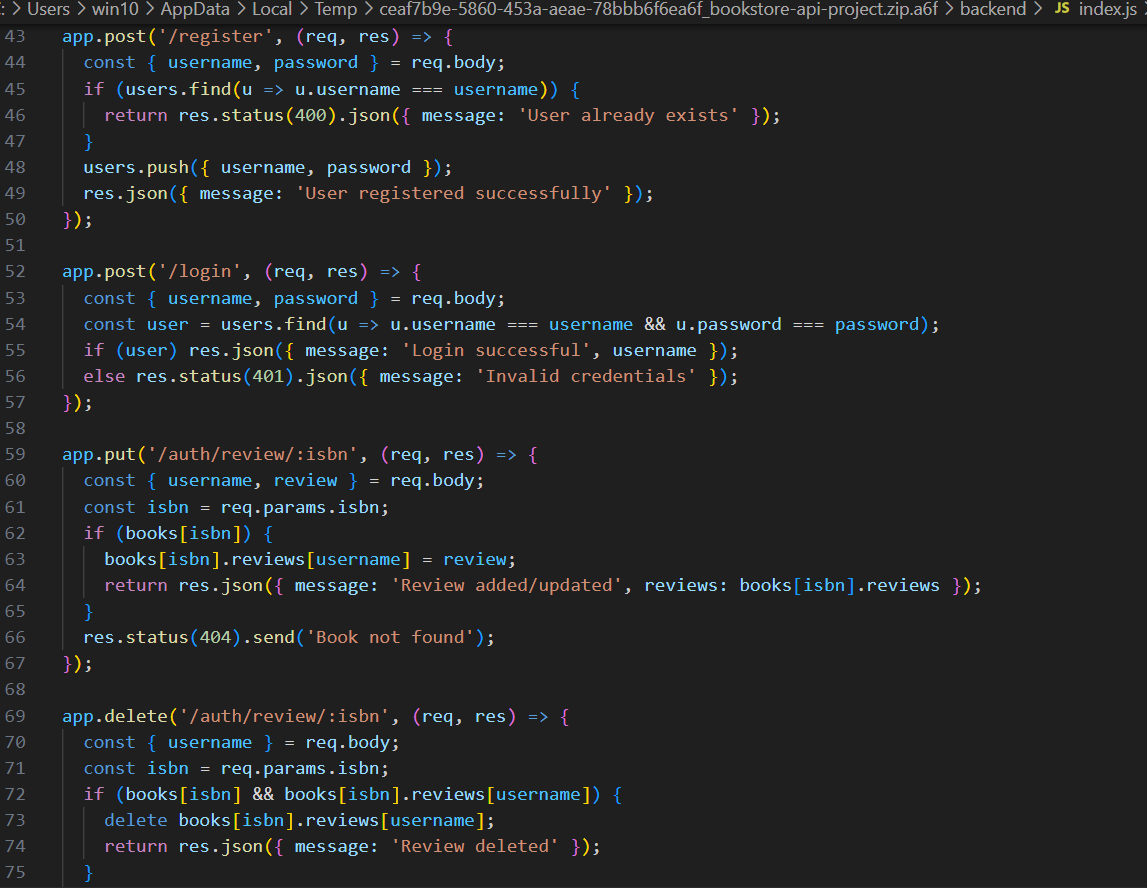 : > Users > win10 > AppData > Local > Temp > ceaf7b9e-5860-453a-aeae-78bbb6f6ea6f_bookstore-api-project.zip.a6f > backend > JS index.js >
43 app.post('/register', (req, res) => {
44 const { username, password } = req.body;
45 if (users.find(u => u.username === username)) {
46 return res.status(400).json({ message: 'User already exists' });
47 }
48 users.push({ username, password });
49 res.json({ message: 'User registered successfully' });
50 });
51
52 app.post('/login', (req, res) => {
53 const { username, password } = req.body;
54 const user = users.find(u => u.username === username && u.password === password);
55 if (user) res.json({ message: 'Login successful', username });
56 else res.status(401).json({ message: 'Invalid credentials' });
57 });
58
59 app.put('/auth/review/:isbn', (req, res) => {
60 const { username, review } = req.body;
61 const isbn = req.params.isbn;
62 if (books[isbn]) {
63 books[isbn].reviews[username] = review;
64 return res.json({ message: 'Review added/updated', reviews: books[isbn].reviews });
65 }
66 res.status(404).send('Book not found');
67 });
68
69 app.delete('/auth/review/:isbn', (req, res) => {
70 const { username } = req.body;
71 const isbn = req.params.isbn;
72 if (books[isbn] && books[isbn].reviews[username]) {
73 delete books[isbn].reviews[username];
74 return res.json({ message: 'Review deleted' });
75 }